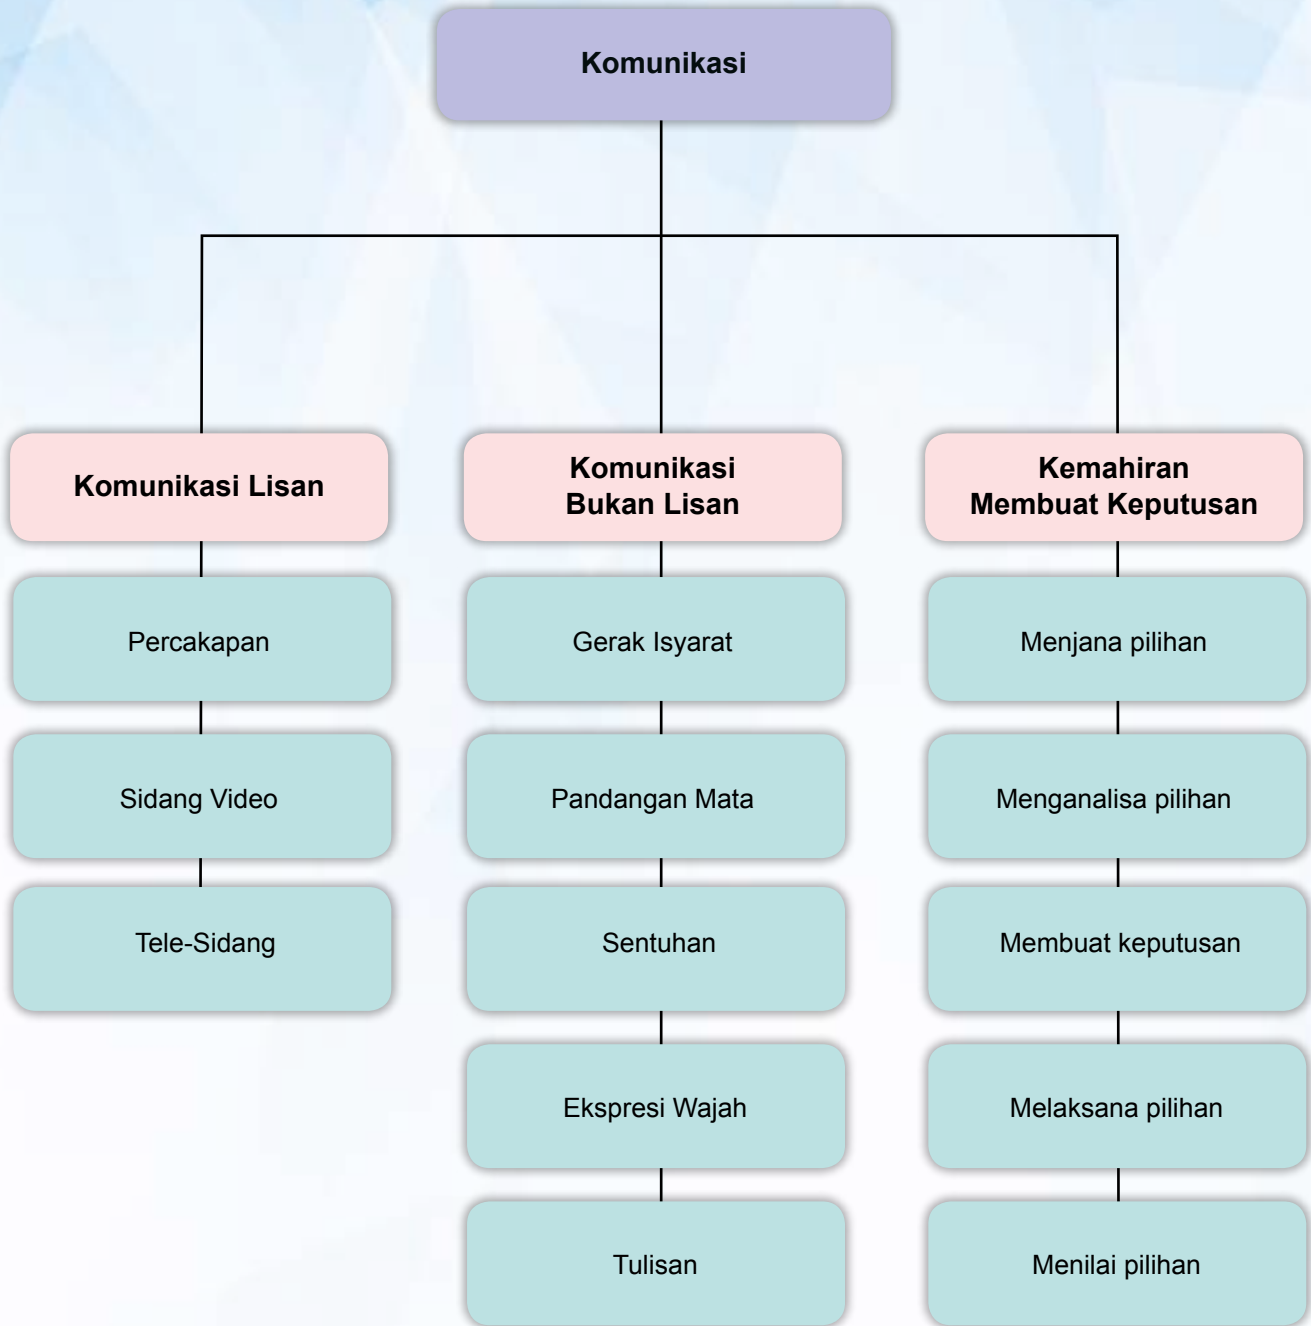 Komunikasi
Komunikasi Lisan
Percakapan
Sidang Video
Tele-Sidang
Komunikasi
Bukan Lisan
Gerak Isyarat
Pandangan Mata
Sentuhan
Ekspresi Wajah
Tulisan
Kemahiran
Membuat Keputusan
Menjana pilihan
Menganalisa pilihan
Membuat keputusan
Melaksana pilihan
Menilai pilihan